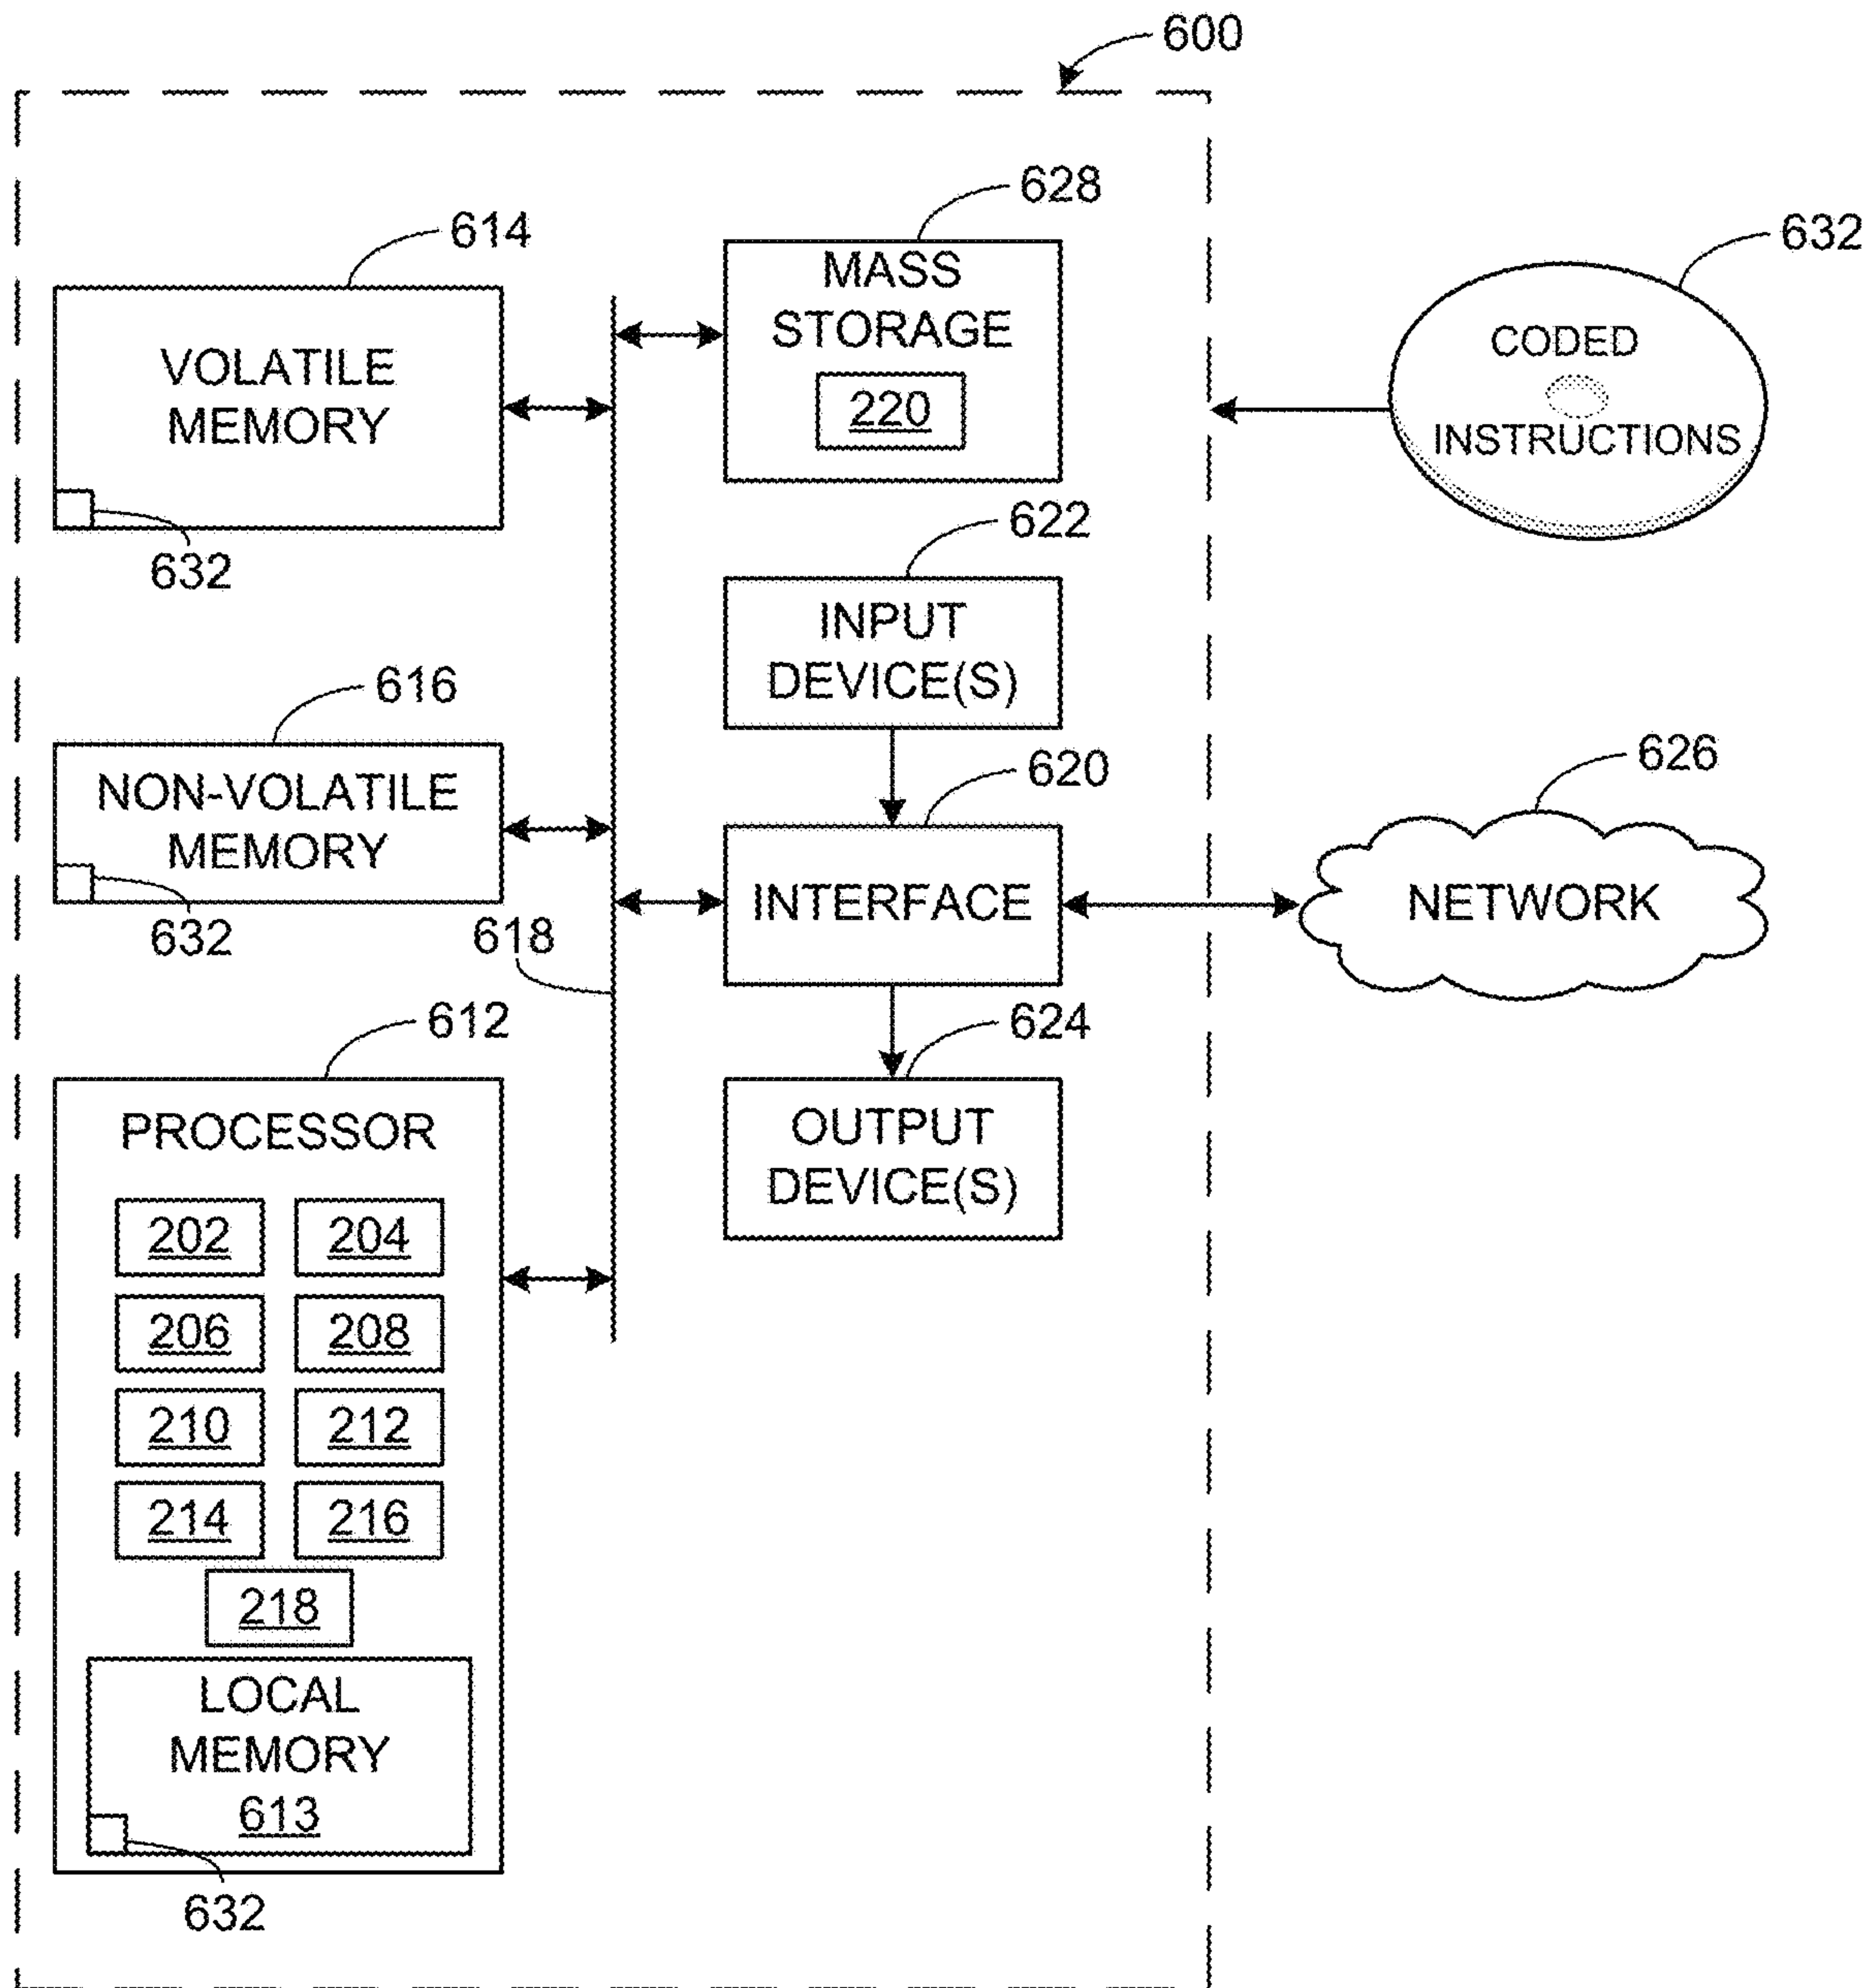 600
628
614
MASS
STORAGE
220
632
CODED
INSTRUCTIONS
VOLATILE
MEMORY
632
622
INPUT
DEVICE(S)
616
NON-VOLATILE
MEMORY
632
618
620
INTERFACE
626
NETWORK
612
624
OUTPUT
DEVICE(S)
PROCESSOR
202 204
206 208
210 212
214 216
218
LOCAL
MEMORY
613
632